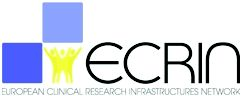 ECRIN
EUROPEAN CLINICAL RESEARCH INFRASTRUCTURES NETWORK